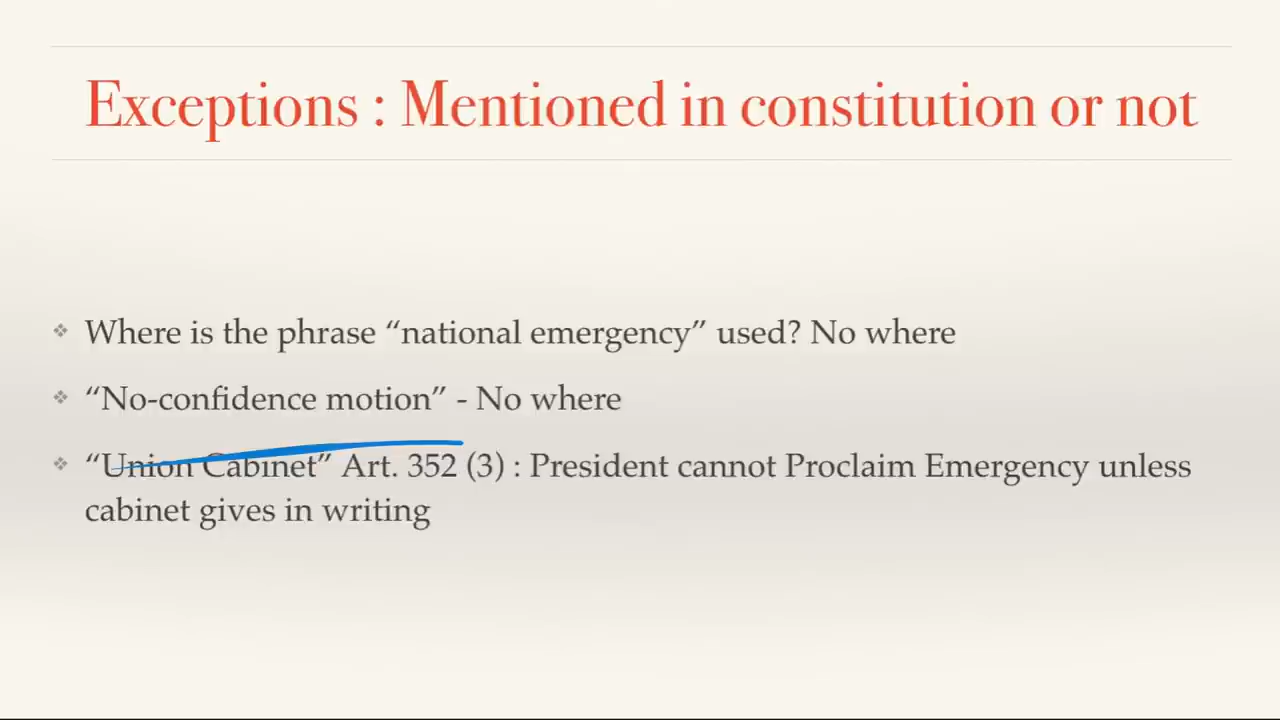 Exceptions : Mentioned in constitution or not
❖ Where is the phrase “national emergency” used? No where
❖ “No-confidence motion” - No where
❖ “Union Cabinet” Art. 352 (3) : President cannot Proclaim Emergency unless
cabinet gives in writing